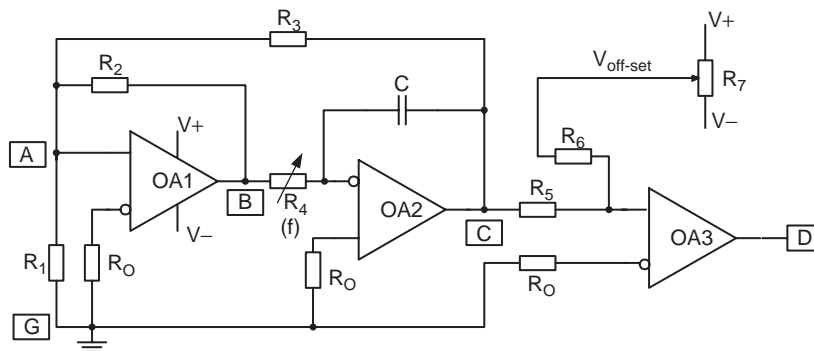 R3
V+
Voff-set
R2
C
R7
V–
A
V+
R6
OA1
B
R4
(f)
OA2
R5
C
OA3
D
V–
R1
RO
RO
RO
G